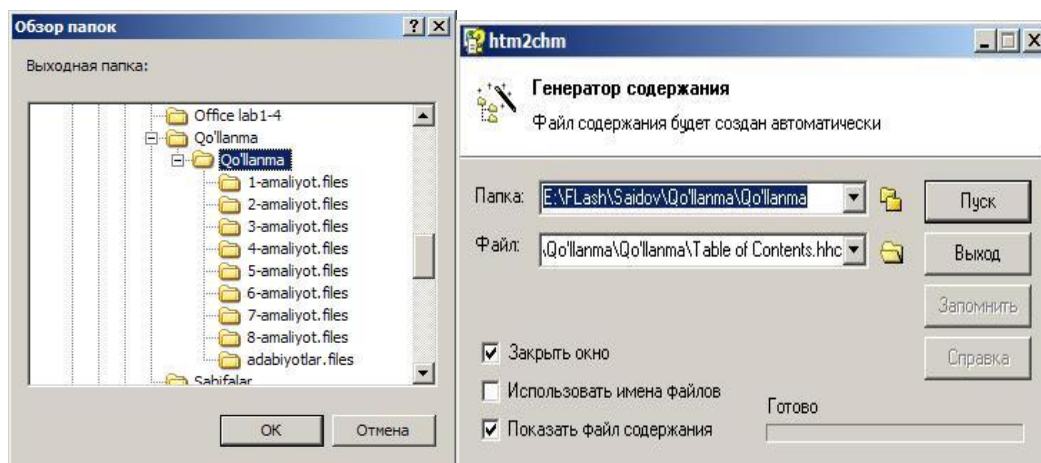 Обзор папок
Выходная папка:
Office lab1-4
Qo'llanma
Qo'llanma
1-amaliyot.files
2-amaliyot.files
3-amaliyot.files
4-amaliyot.files
5-amaliyot.files
6-amaliyot.files
7-amaliyot.files
8-amaliyot.files
adabiyotlar.files
Sahifalar
OK
Отмена
htm2chm
Генератор содержания
Файл содержания будет создан автоматически
Папка: E:\FLash\Saidov\Qo'llanma\Qo'llanma
Пуск
Файл: .\Qo'llanma\Qo'llanma\Table of Contents.hhc
Выход
Запомнить
Закрыть окно
Справка
Использовать имена файлов
Готово
Показать файл содержания